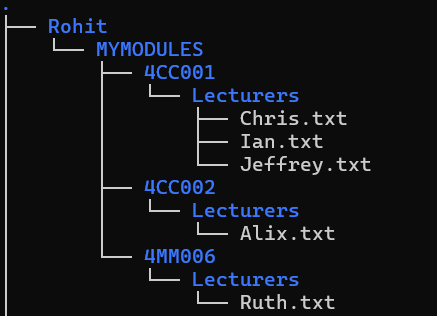 .
Rohit
MYMODULES
4CC001
Lecturers
Chris.txt
Ian.txt
Jeffrey.txt
4CC002
Lecturers
Alix.txt
4MM006
Lecturers
Ruth.txt